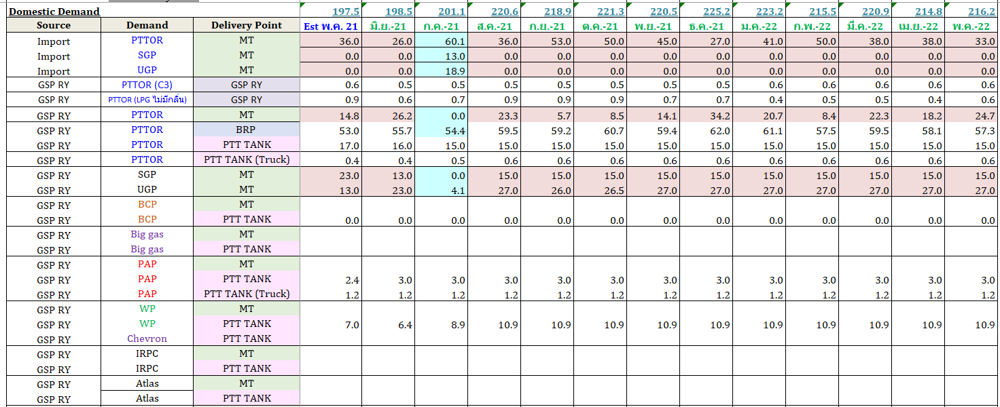 Domestic Demand 197.5 198.5 201.1 220.6 218.9 221.3 220.5 225.2 223.2 215.5 220.9 214.8 216.2
Source Demand Delivery Point Est พ.ค. 21 มิ.ย.-21 ก.ค.-21 ส.ค.-21 ก.ย.-21 ต.ค.-21 พ.ย.-21 ธ.ค.-21 ม.ค.-22 ก.พ.-22 มี.ค.-22 เม.ย.-22 พ.ค.-22
Import PTTOR MT 36.0 26.0 60.1 36.0 53.0 50.0 45.0 27.0 41.0 50.0 38.0 38.0 33.0
Import SGP MT 0.0 0.0 13.0 0.0 0.0 0.0 0.0 0.0 0.0 0.0 0.0 0.0 0.0
Import UGP MT 0.0 0.0 18.9 0.0 0.0 0.0 0.0 0.0 0.0 0.0 0.0 0.0 0.0
GSP RY PTTOR (C3) GSP RY 0.6 0.5 0.5 0.5 0.5 0.5 0.5 0.5 0.6 0.6 0.6 0.6 0.6
GSP RY PTTOR (LPG ไม่มีกลิ่น) GSP RY 0.9 0.6 0.7 0.9 0.9 0.9 0.7 0.7 0.4 0.5 0.5 0.4 0.6
GSP RY PTTOR MT 14.8 26.2 0.0 23.3 5.7 8.5 14.1 34.2 20.7 8.4 22.3 18.2 24.7
GSP RY PTTOR BRP 53.0 55.7 54.4 59.5 59.2 60.7 59.4 62.0 61.1 57.5 59.5 58.1 57.3
GSP RY PTTOR PTT TANK 17.0 16.0 15.0 15.0 15.0 15.0 15.0 15.0 15.0 15.0 15.0 15.0 15.0
GSP RY PTTOR PTT TANK (Truck) 0.4 0.4 0.5 0.6 0.6 0.6 0.6 0.6 0.6 0.6 0.6 0.6 0.6
GSP RY SGP MT 23.0 13.0 0.0 15.0 15.0 15.0 15.0 15.0 15.0 15.0 15.0 15.0 15.0
GSP RY UGP MT 13.0 23.0 4.1 27.0 26.0 26.5 27.0 27.0 27.0 27.0 27.0 27.0 27.0
GSP RY BCP MT
GSP RY BCP PTT TANK 0.0 0.0 0.0 0.0 0.0 0.0 0.0 0.0 0.0 0.0 0.0 0.0 0.0
GSP RY Big gas MT
GSP RY Big gas PTT TANK
GSP RY PAP MT
GSP RY PAP PTT TANK 2.4 3.0 3.0 3.0 3.0 3.0 3.0 3.0 3.0 3.0 3.0 3.0 3.0
GSP RY PAP PTT TANK (Truck) 1.2 1.2 1.2 1.2 1.2 1.2 1.2 1.2 1.2 1.2 1.2 1.2 1.2
GSP RY WP MT
GSP RY WP PTT TANK 7.0 6.4 8.9 10.9 10.9 10.9 10.9 10.9 10.9 10.9 10.9 10.9 10.9
GSP RY Chevron PTT TANK
GSP RY IRPC MT
GSP RY IRPC PTT TANK
GSP RY Atlas MT
GSP RY Atlas PTT TANK